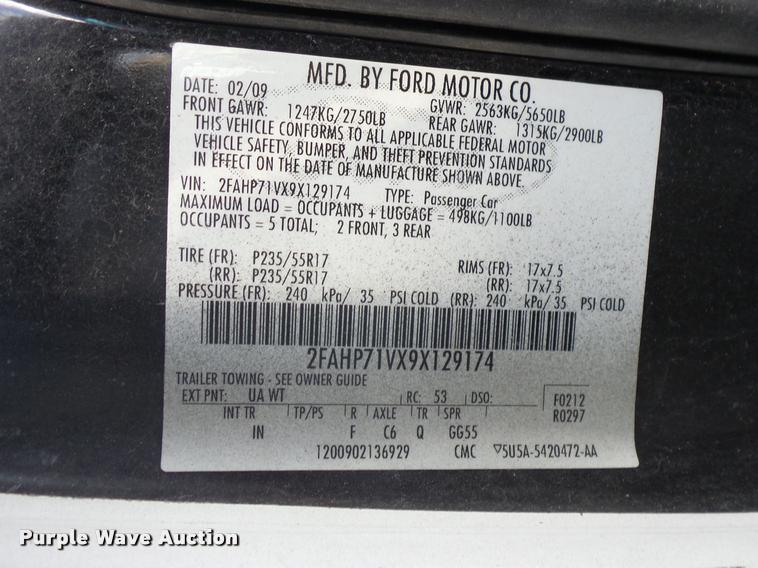 MFD. BY FORD MOTOR CO.
DATE: 02/09 GVWR: 2563KG/5650LB
FRONT GAWR: 1247KG/2750LB REAR GAWR: 1315KG/2900LB
THIS VEHICLE CONFORMS TO ALL APPLICABLE FEDERAL MOTOR
VEHICLE SAFETY, BUMPER, AND THEFT PREVENTION STANDARDS
IN EFFECT ON THE DATE OF MANUFACTURE SHOWN ABOVE.
VIN: 2FAHP71VX9X129174 TYPE: Passenger Car
MAXIMUM LOAD = OCCUPANTS + LUGGAGE = 498KG/1100LB
OCCUPANTS = 5 TOTAL; 2 FRONT, 3 REAR
TIRE (FR): P235/55R17 RIMS (FR): 17x7.5
(RR): P235/55R17 (RR): 17x7.5
PRESSURE (FR): 240 kPa/ 35 PSI COLD (RR): 240 kPa/ 35 PSI COLD
2FAHP71VX9X129174
TRAILER TOWING - SEE OWNER GUIDE
EXT PNT: UA WT RC: 53 DSO: F0212
INT TR TP/PS R AXLE TR SPR R0297
IN F C6 Q GG55
1200902136929 CMC ▽5U5A-5420472-AA
Purple Wave Auction